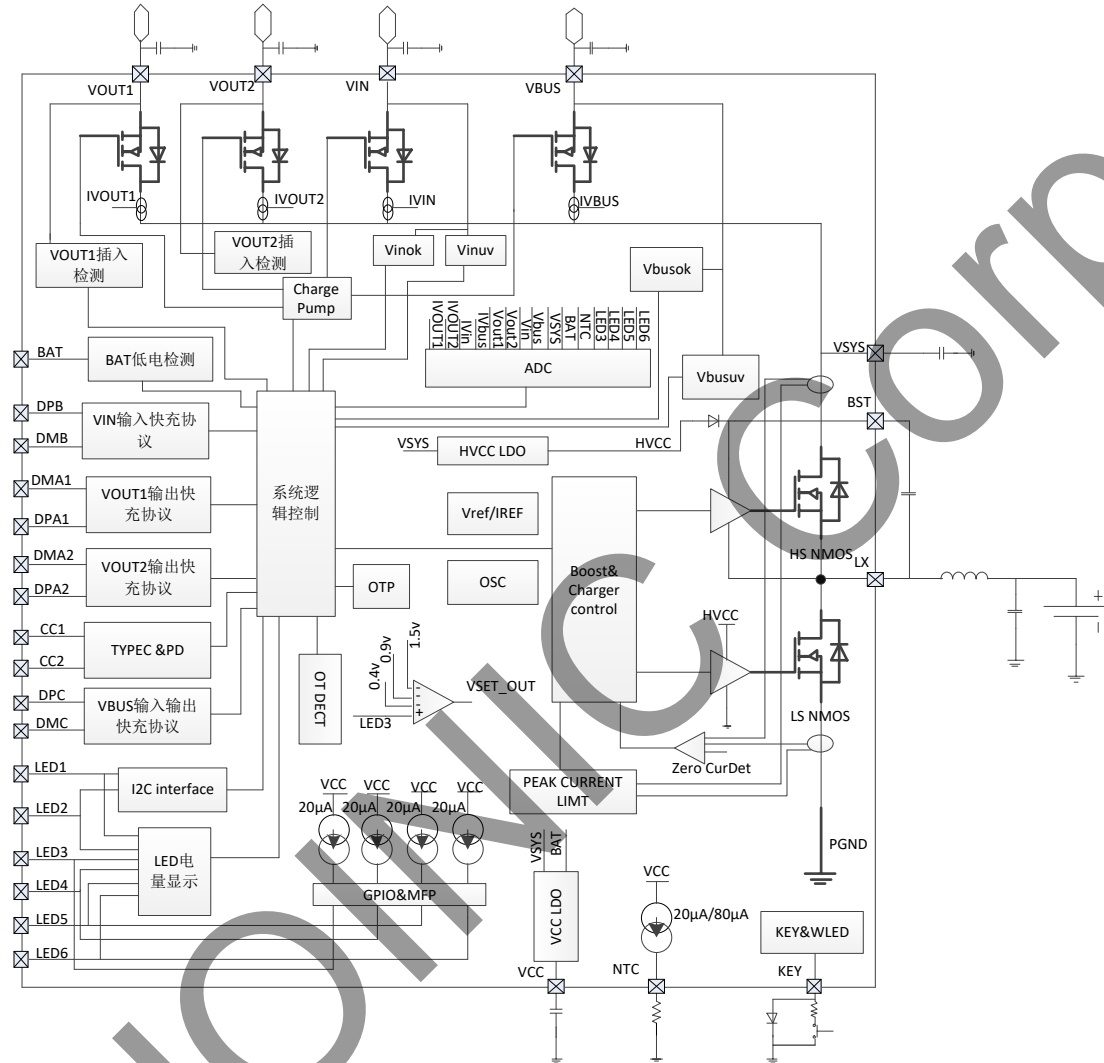 VOUT1
VOUT2
VIN
VBUS
IVOUT1
IVOUT2
IVIN
IVBUS
VOUT1插入
检测
VOUT2插
入检测
Vinok
Vinuv
Vbusok
Charge
Pump
IVOUT1
IVOUT2
IVin
IVbus
Vout1
Vout2
Vin
Vbus
VSYS
BAT
NTC
LED3
LED4
LED5
LED6
ADC
Vbusuv
VSYS
BST
BAT
BAT低电检测
DPB
DMB
VIN输入快充协
议
VSYS
HVCC LDO
HVCC
DMA1
DPA1
VOUT1输出快
充协议
系统逻
辑控制
Vref/IREF
OSC
Boost&
Charger
control
HS NMOS
LX
DMA2
DPA2
VOUT2输出快
充协议
OTP
HVCC
CC1
CC2
TYPEC &PD
OT DECT
0.4v
0.9v
1.5v
LED3
VSET_OUT
DPC
DMC
VBUS输入输出
快充协议
LS NMOS
Zero CurDet
PEAK CURRENT
LIMT
LED1
LED2
LED3
LED4
LED5
LED6
I2C interface
LED电
量显示
VCC
VCC
VCC
VCC
20μA
20μA
20μA
20μA
GPIO&MFP
VSYS
BAT
VCC LDO
VCC
VCC
20μA/80μA
NTC
PGND
KEY&WLED
KEY
+
-
Corp